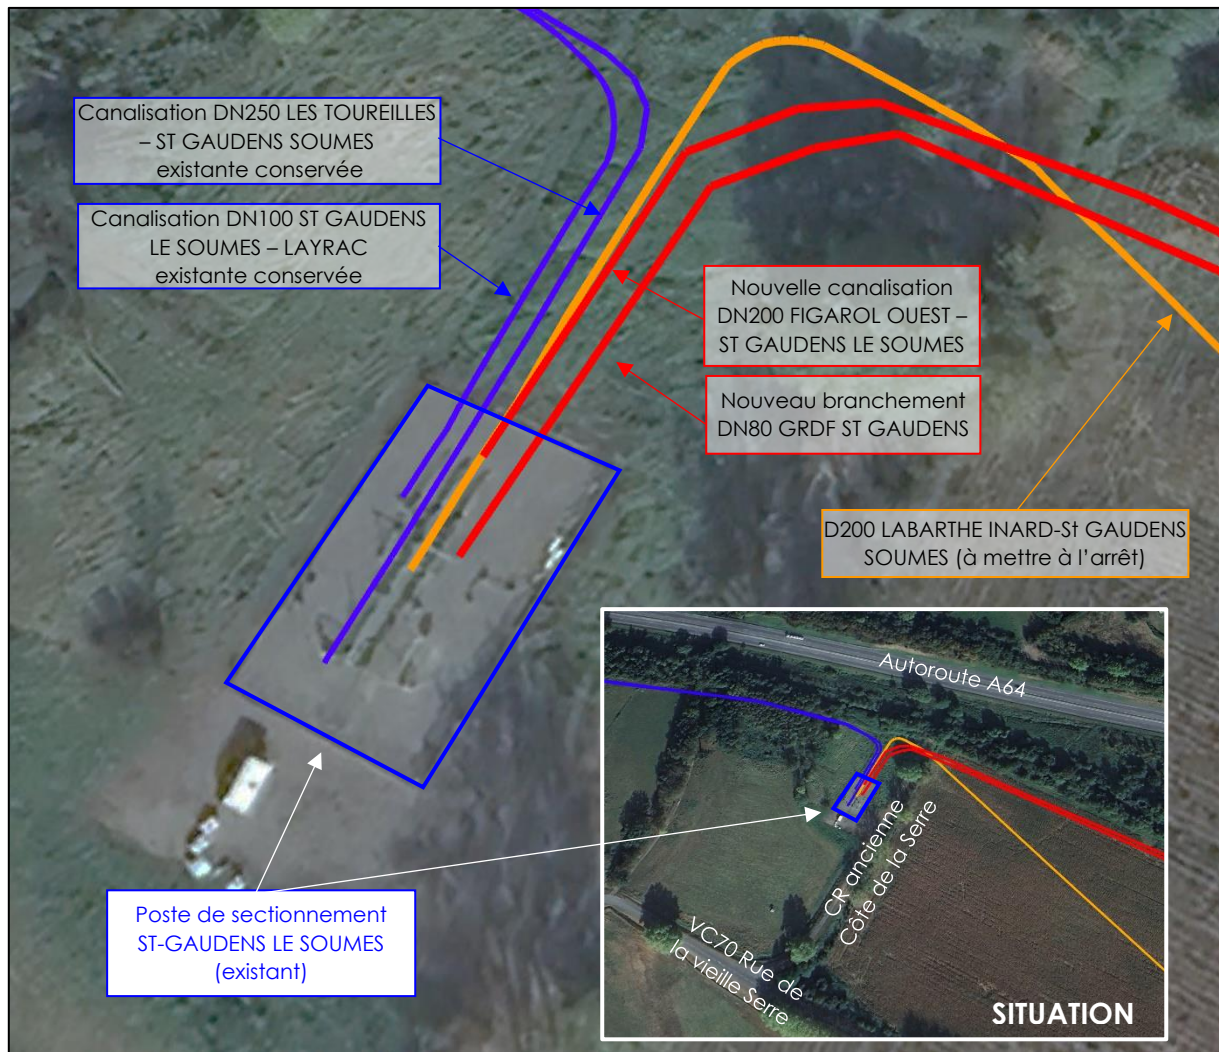 Canalisation DN250 LES TOUREILLES
– ST GAUDENS SOUMES
existante conservée
Canalisation DN100 ST GAUDENS
LE SOUMES – LAYRAC
existante conservée
Nouvelle canalisation
DN200 FIGAROL OUEST –
ST GAUDENS LE SOUMES
Nouveau branchement
DN80 GRDF ST GAUDENS
D200 LABARTHE INARD-St GAUDENS
SOUMES (à mettre à l'arrêt)
Poste de sectionnement
ST-GAUDENS LE SOUMES
(existant)
Autoroute A64
CR ancienne
Côte de la Serre
VC70 Rue de
la vieille Serre
SITUATION